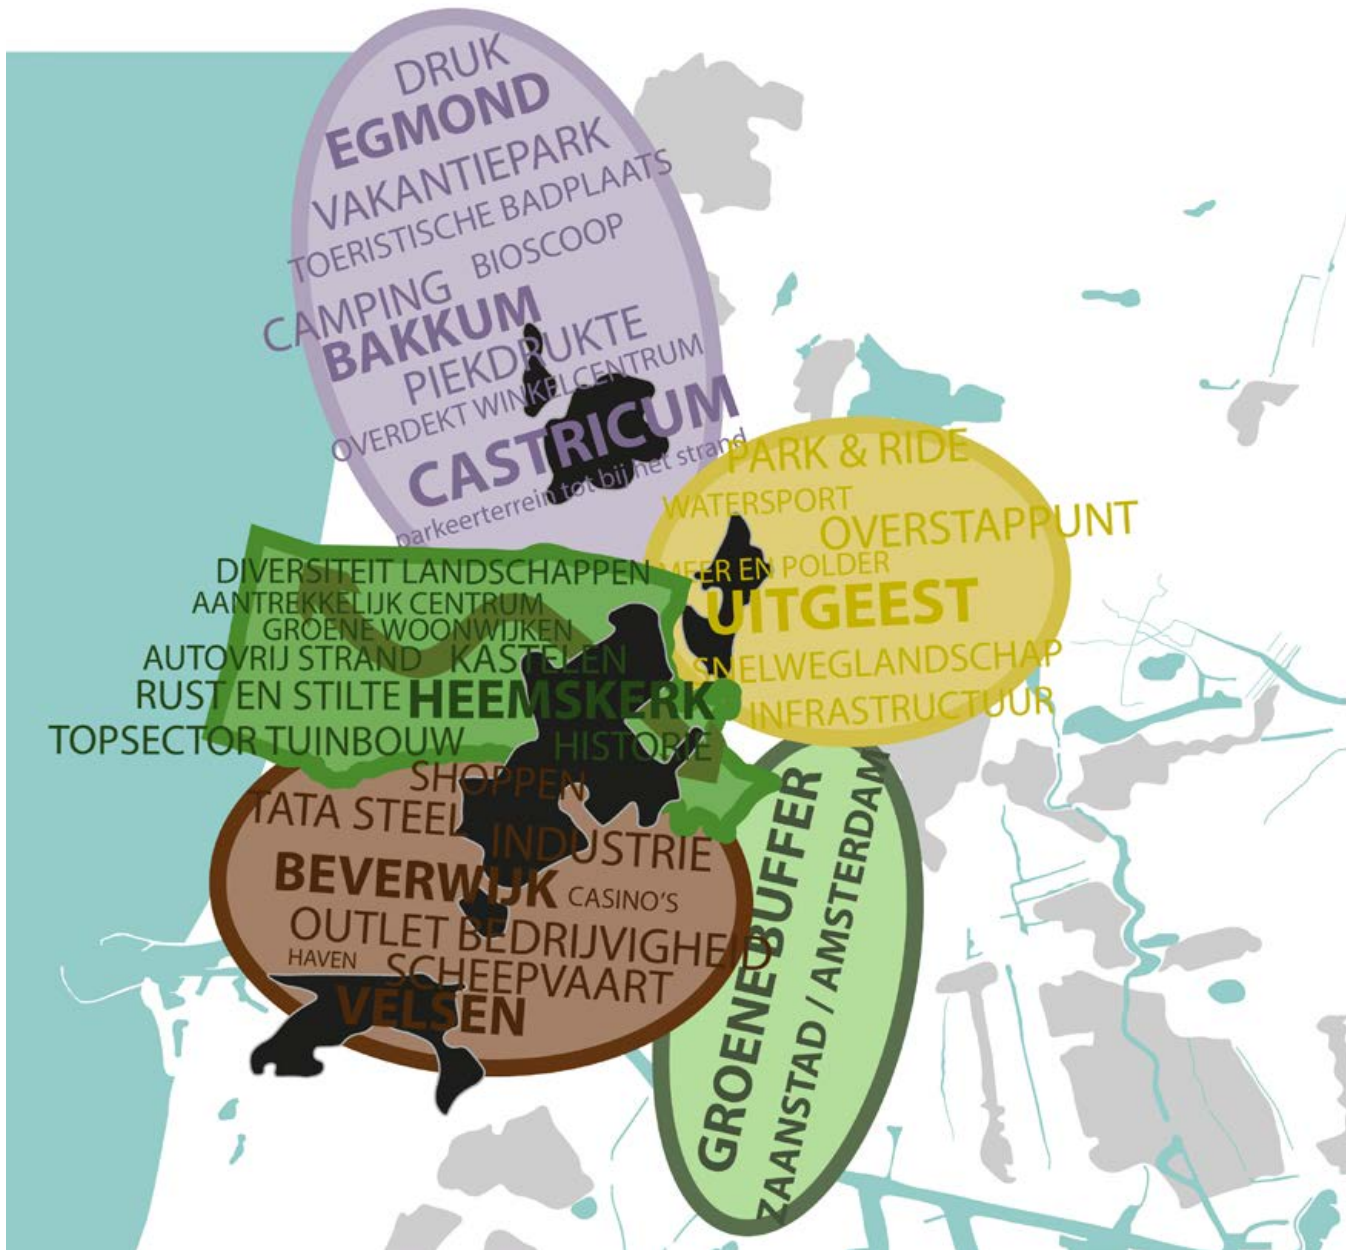 DRUK
EGMOND
VAKANTIEPARK
TOERISTISCHE BADPLAATS
BIOSCOOP
CAMPING
BAKKUM
PIEKDRUKTE
OVERDEKT WINKELCENTRUM
CASTRICUM
parkeerterrein tot bij het strand
PARK & RIDE
WATERSPORT
OVERSTAPPUNT
MEER EN POLDER
UITGEEST
SNELWEGLANDSCHAP
INFRASTRUCTUUR
DIVERSITEIT LANDSCHAPPEN
AANTREKKELIJK CENTRUM
GROENE WOONWIJKEN
AUTOVRIJ STRAND
KASTELEN
RUST EN STILTE
HEEMSKERK
TOPSECTOR TUINBOUW
HISTORIE
SHOPPEN
TATA STEEL
INDUSTRIE
BEVERWIJK
CASINO'S
OUTLET
BEDRIJVIGHEID
HAVEN
SCHEEPVAART
VELSEN
GROENE BUFFER
ZAANSTAD / AMSTERDAM